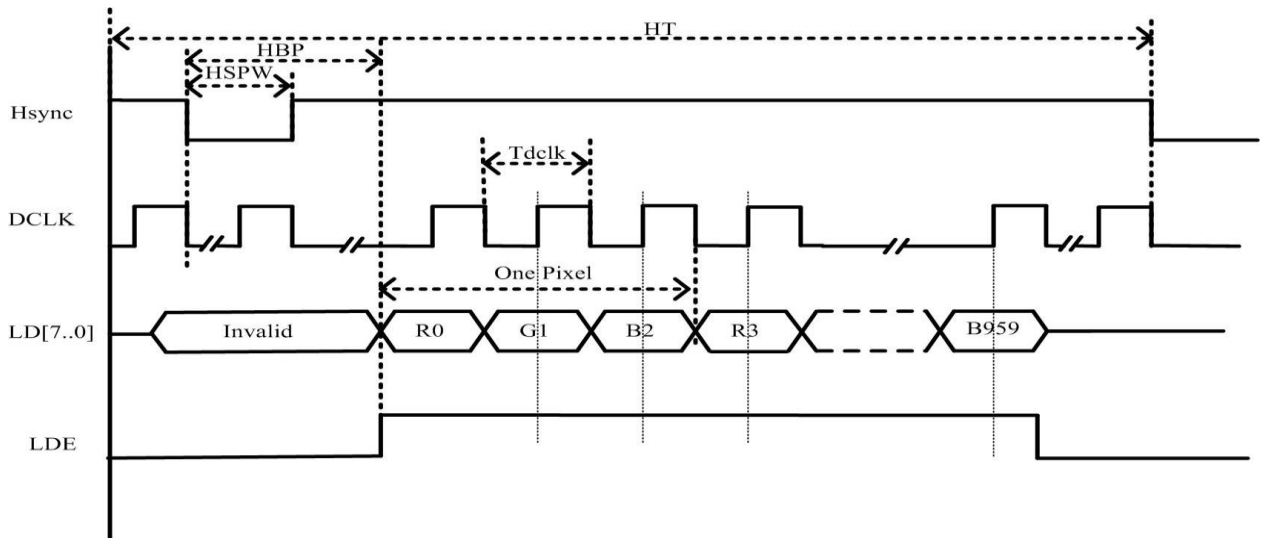 HT
HBP
HSPW
Hsync
Tdclk
DCLK
One Pixel
LD[7..0]
Invalid
R0
G1
B2
R3
B959
LDE